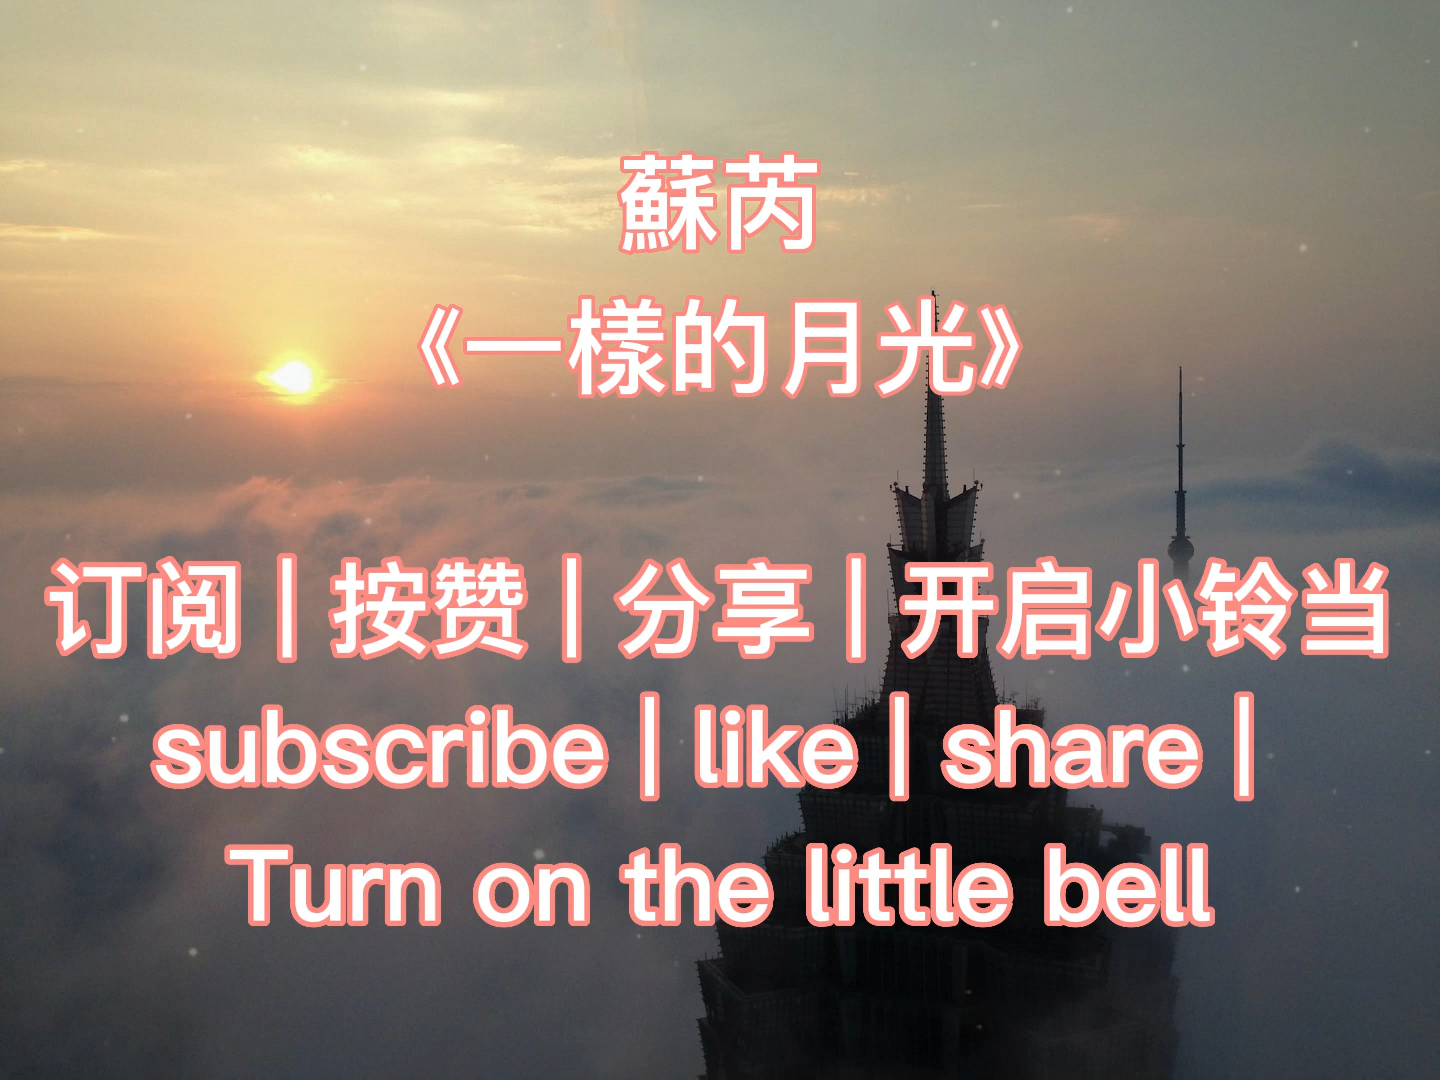 蘇芮
《一樣的月光》
订阅｜按赞｜分享｜开启小铃当
subscribe｜like｜share｜
Turn on the little bell